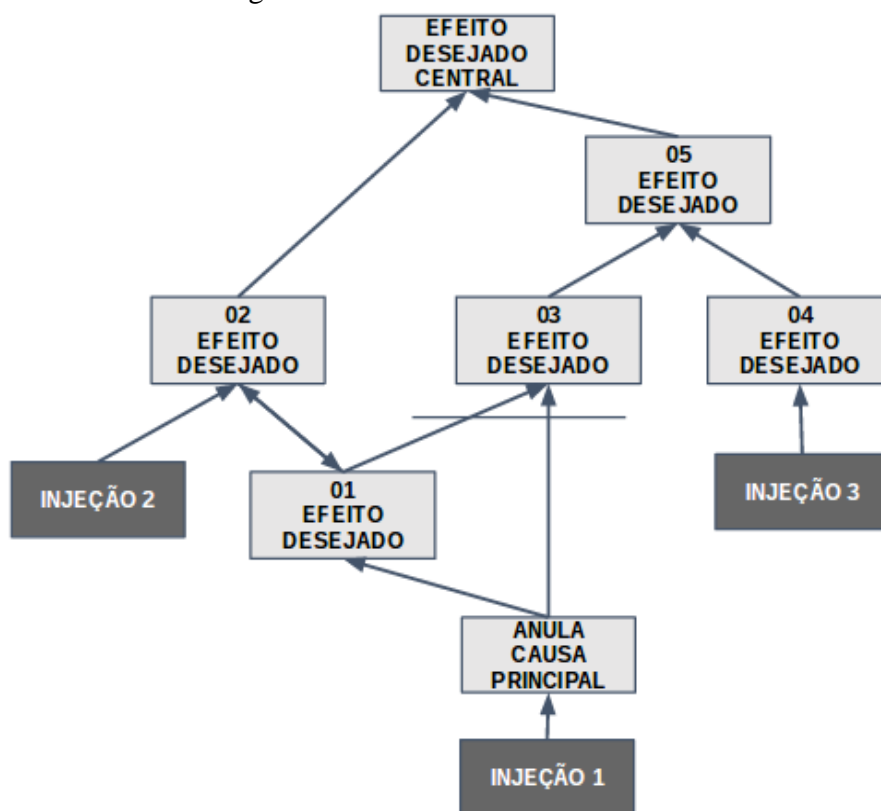 EFEITO
DESEJADO
CENTRAL
05
EFEITO
DESEJADO
02
EFEITO
DESEJADO
03
EFEITO
DESEJADO
04
EFEITO
DESEJADO
INJEÇÃO 2
01
EFEITO
DESEJADO
INJEÇÃO 3
ANULA
CAUSA
PRINCIPAL
INJEÇÃO 1